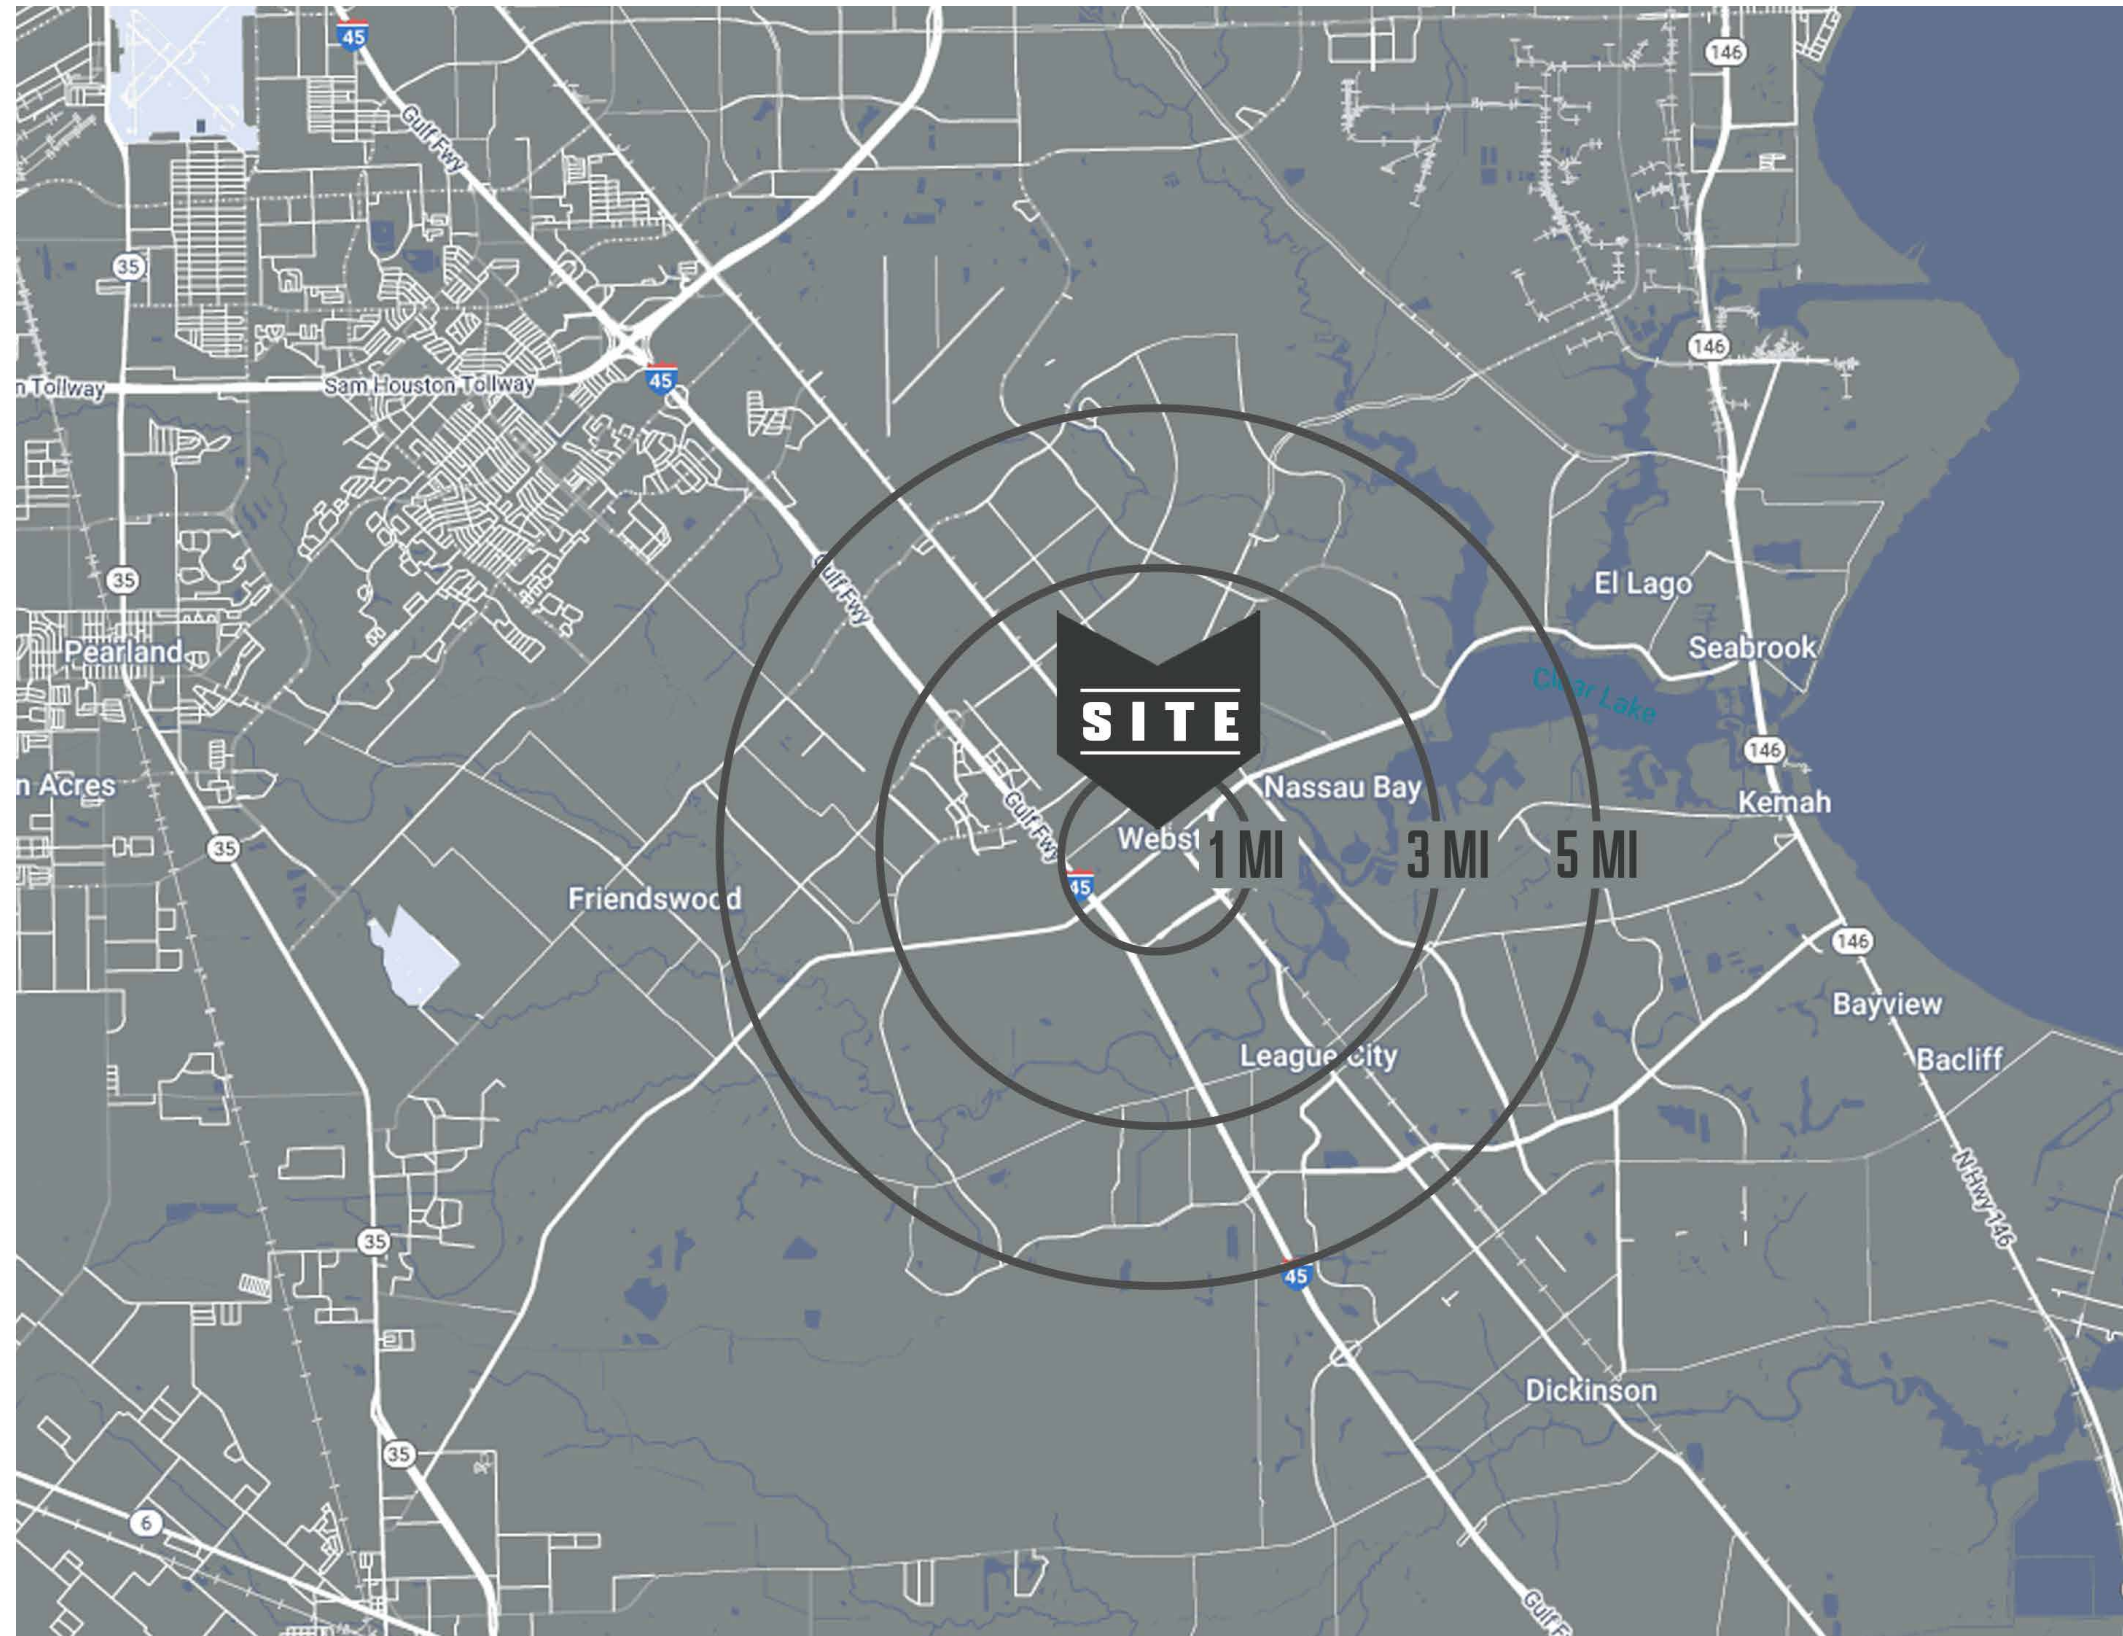 45
146
Gulf Fwy
35
146
n Tollway
Sam Houston Tollway
45
35
Gulf Fwy
El Lago
Pearland
Seabrook
Clear Lake
SITE
146
n Acres
Nassau Bay
Kemah
Gulf Fwy
Webst
1 MI
3 MI
5 MI
35
45
Friendswood
146
Bayview
League City
Bacliff
N Hwy 146
35
45
Dickinson
35
6
Gulf F